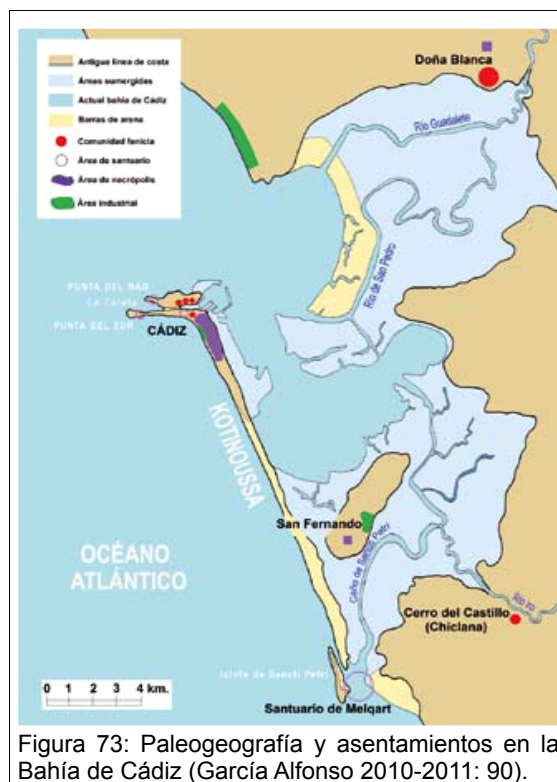 Antigua línea de costa
Áreas sumergidas
Actual bahía de Cádiz
Barras de arena
Comunidad fenicia
Área de santuario
Área de necrópolis
Área industrial
Doña Blanca
Río Guadalete
Río de San Pedro
PUNTA DEL NAO
La Caleta
PUNTA DEL SUR
CÁDIZ
KOTINOUSSA
San Fernando
Caño de Sancti Petri
OCÉANO
ATLÁNTICO
Río Iro
Cerro del Castillo
(Chiclana)
Islote de Sancti Petri
0 1 2 3 4 km.
Santuario de Melqart
Figura 73: Paleogeografía y asentamientos en la
Bahía de Cádiz (García Alfonso 2010-2011: 90).